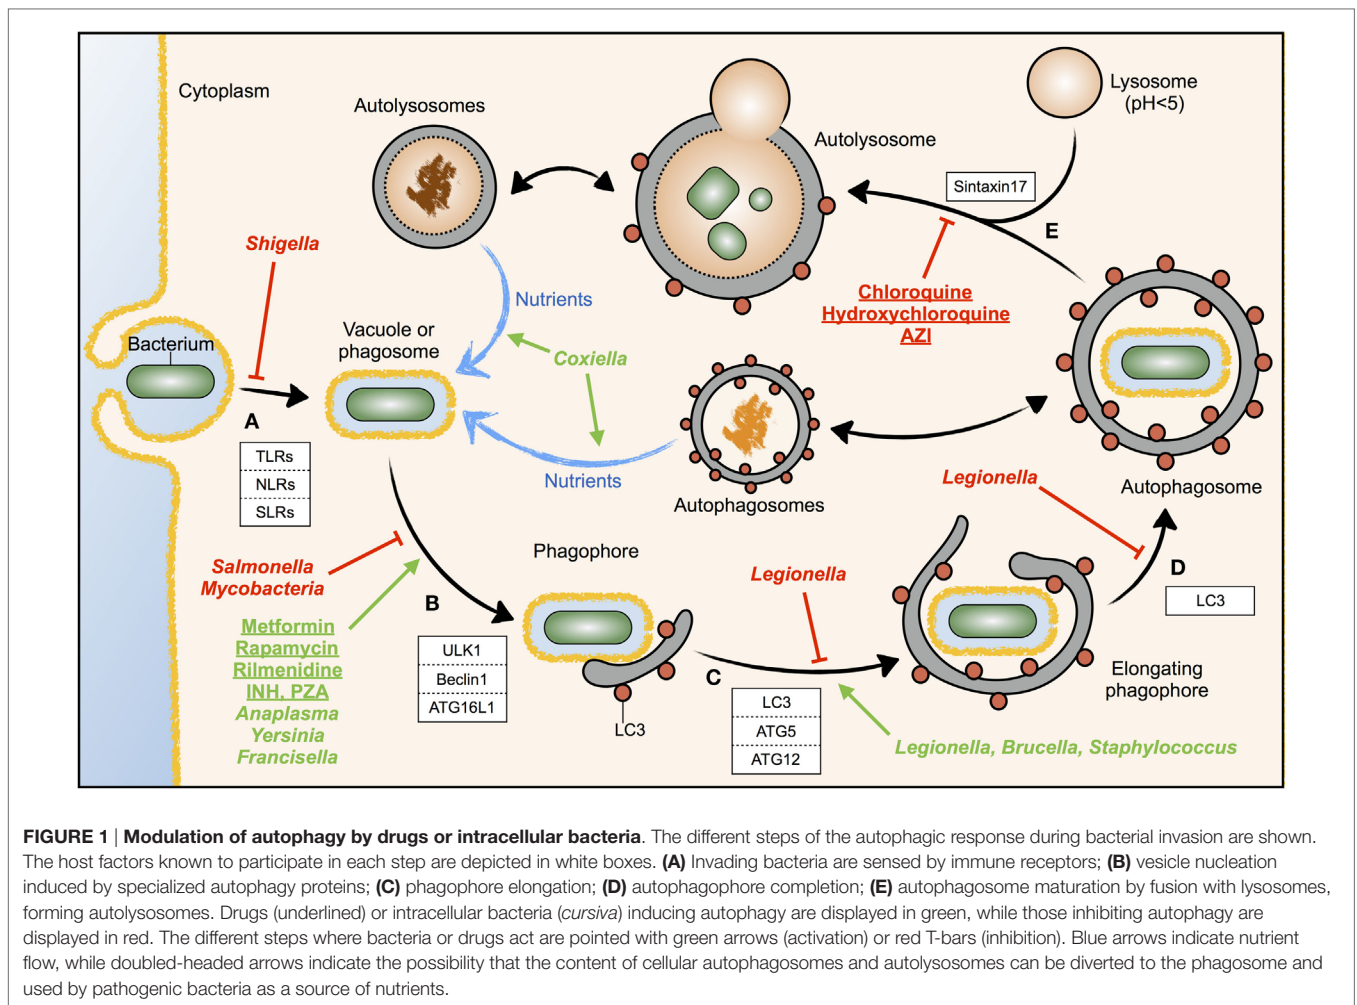 Cytoplasm
Autolysosomes
Lysosome
(pH<5)
Autolysosome
Sintaxin17
E
Shigella
Chloroquine
Hydroxychloroquine
AZI
Nutrients
Vacuole or
phagosome
Bacterium
Coxiella
A
TLRs
NLRs
SLRs
Nutrients
Autophagosomes
Legionella
Autophagosome
Phagophore
Salmonella
Mycobacteria
B
Legionella
D
LC3
Metformin
Rapamycin
Rilmenidine
INH, PZA
Anaplasma
Yersinia
Francisella
ULK1
Beclin1
ATG16L1
LC3
C
LC3
ATG5
ATG12
Elongating
phagophore
Legionella, Brucella, Staphylococcus
FIGURE 1 | Modulation of autophagy by drugs or intracellular bacteria. The different steps of the autophagic response during bacterial invasion are shown.
The host factors known to participate in each step are depicted in white boxes. (A) Invading bacteria are sensed by immune receptors; (B) vesicle nucleation
induced by specialized autophagy proteins; (C) phagophore elongation; (D) autophagophore completion; (E) autophagosome maturation by fusion with lysosomes,
forming autolysosomes. Drugs (underlined) or intracellular bacteria (cursiva) inducing autophagy are displayed in green, while those inhibiting autophagy are
displayed in red. The different steps where bacteria or drugs act are pointed with green arrows (activation) or red T-bars (inhibition). Blue arrows indicate nutrient
flow, while doubled-headed arrows indicate the possibility that the content of cellular autophagosomes and autolysosomes can be diverted to the phagosome and
used by pathogenic bacteria as a source of nutrients.